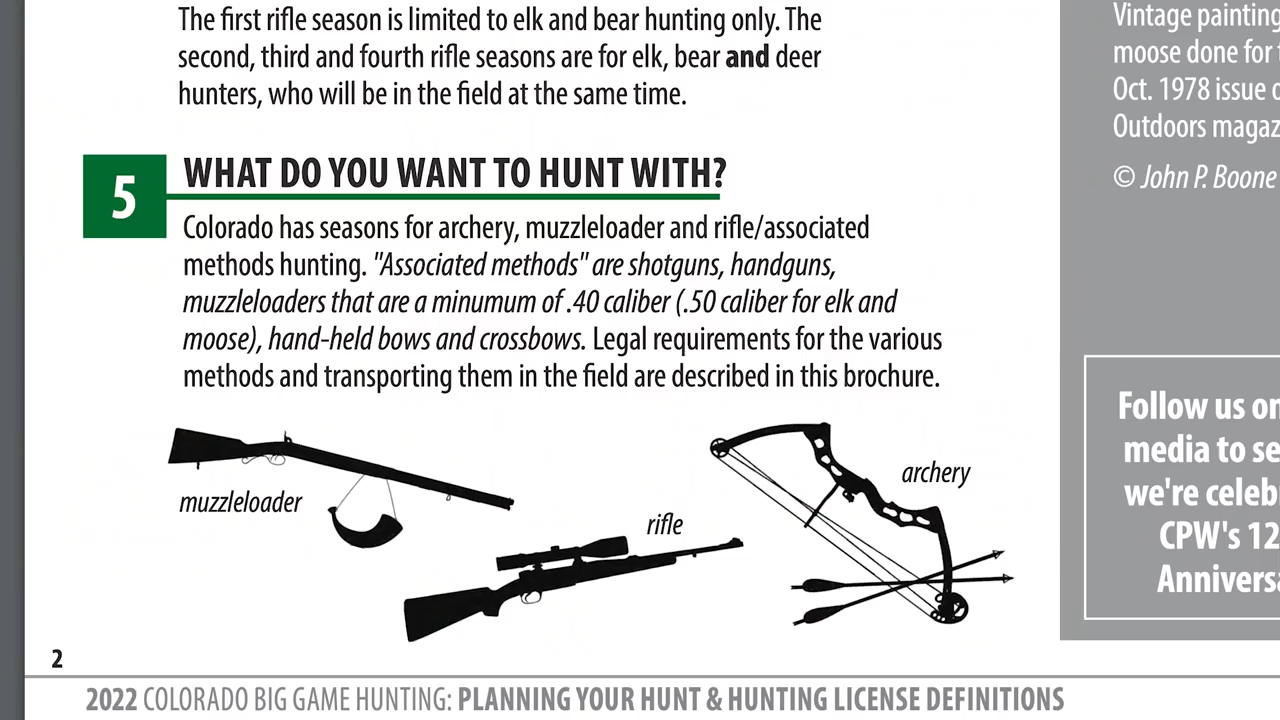 The first rifle season is limited to elk and bear hunting only. The
second, third and fourth rifle seasons are for elk, bear and deer
hunters, who will be in the field at the same time.
5
WHAT DO YOU WANT TO HUNT WITH?
Colorado has seasons for archery, muzzleloader and rifle/associated
methods hunting. "Associated methods" are shotguns, handguns,
muzzleloaders that are a minumum of .40 caliber (.50 caliber for elk and
moose), hand-held bows and crossbows. Legal requirements for the various
methods and transporting them in the field are described in this brochure.
muzzleloader
rifle
archery
2
2022 COLORADO BIG GAME HUNTING: PLANNING YOUR HUNT & HUNTING LICENSE DEFINITIONS
Vintage painting
moose done for
Oct. 1978 issue
Outdoors
© John P. Boone
Follow us on
media to
we're
CPW's